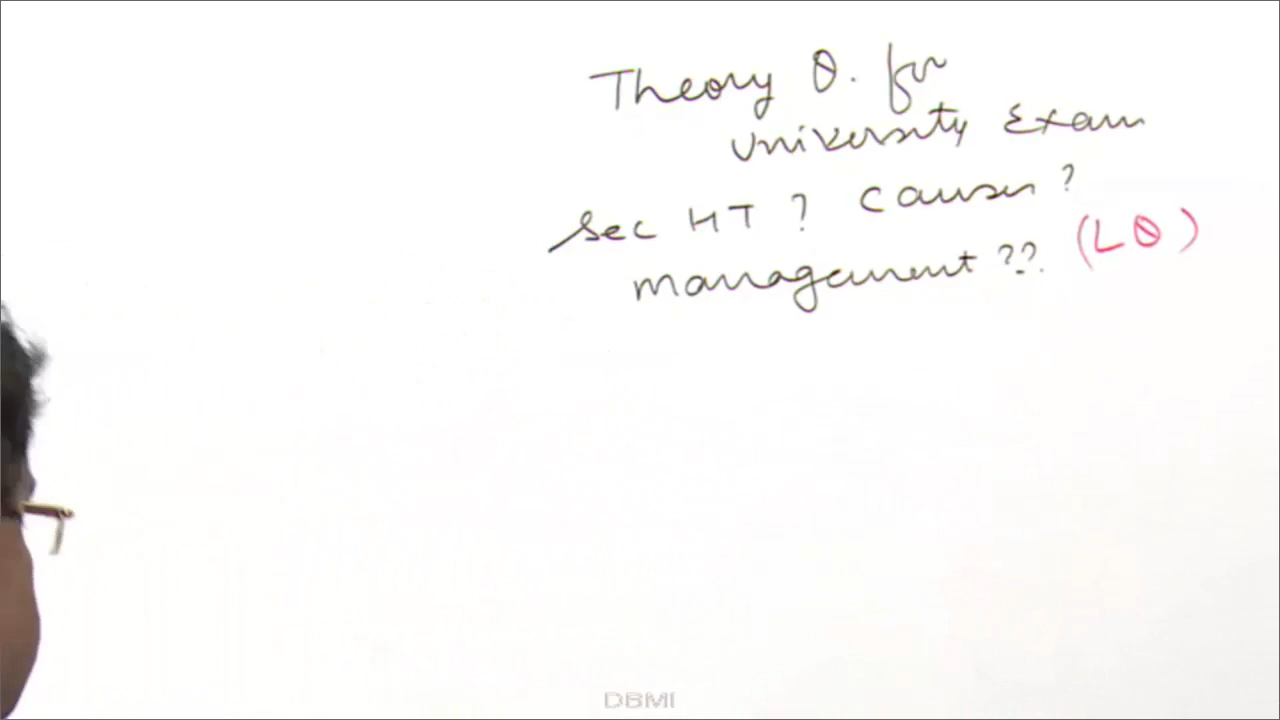 Theory Q. for
University Exam
Sec HT ? Causes ?
management ?? (LQ)
DBMI